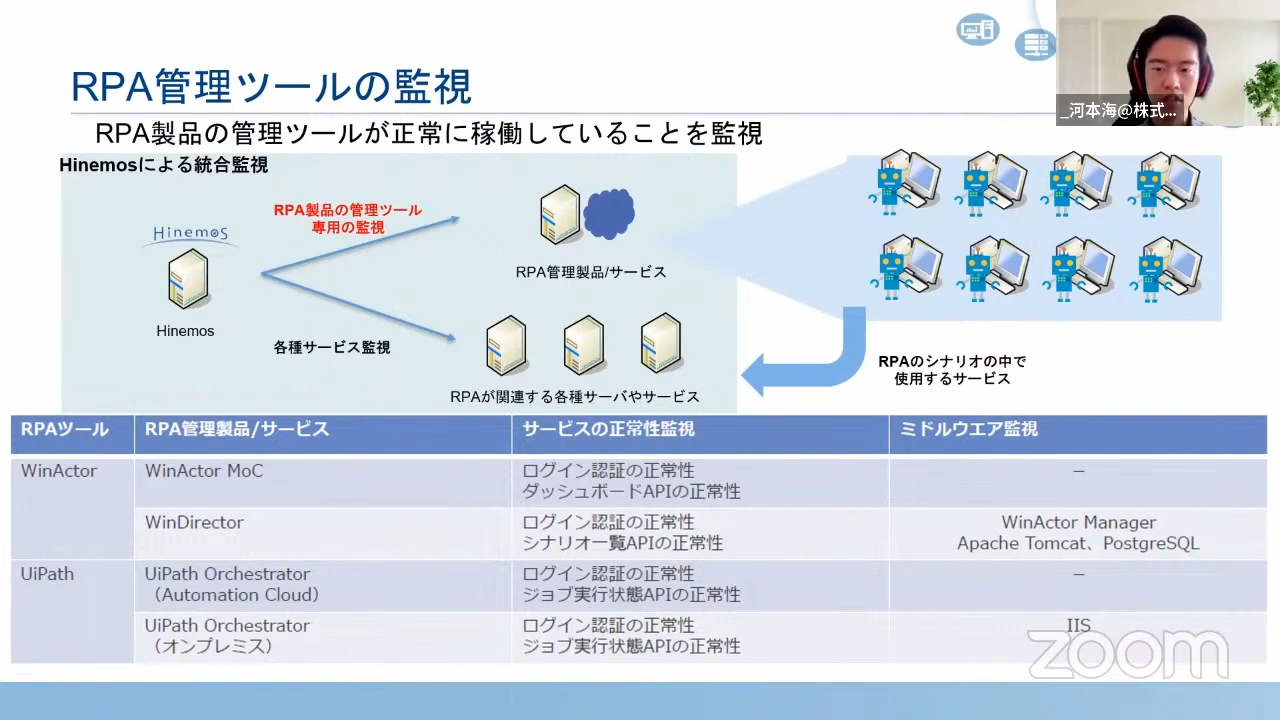 RPA管理ツールの監視
_河本海@株式...
RPA製品の管理ツールが正常に稼働していることを監視
Hinemosによる統合監視
RPA製品の管理ツール
専用の監視
Hinemos
RPA管理製品/サービス
Hinemos
各種サービス監視
RPAが関連する各種サーバやサービス
RPAのシナリオの中で
使用するサービス
RPAツール RPA管理製品/サービス サービスの正常性監視 ミドルウエア監視
WinActor WinActor MoC ログイン認証の正常性 －
ダッシュボードAPIの正常性
WinDirector ログイン認証の正常性 WinActor Manager
シナリオ一覧APIの正常性 Apache Tomcat、PostgreSQL
UiPath UiPath Orchestrator ログイン認証の正常性 －
（Automation Cloud） ジョブ実行状態APIの正常性
UiPath Orchestrator ログイン認証の正常性 IIS
（オンプレミス） ジョブ実行状態APIの正常性
zoom